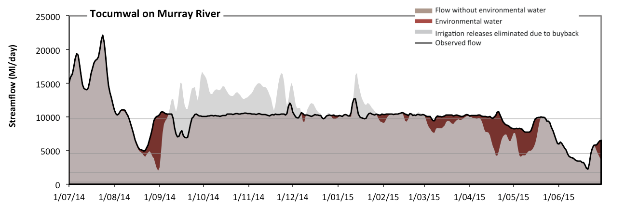 Tocumwal on Murray River
Flow without environmental water
Environmental water
Irrigation releases eliminated due to buyback
Observed flow
Streamflow (Ml/day)
25000
20000
15000
10000
5000
0
1/07/14 1/08/14 1/09/14 1/10/14 1/11/14 1/12/14 1/01/15 1/02/15 1/03/15 1/04/15 1/05/15 1/06/15